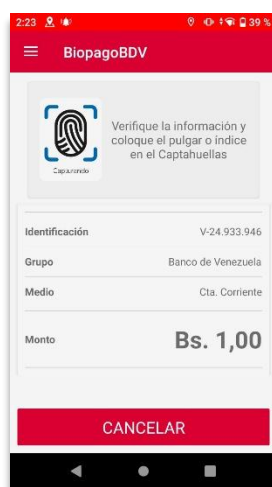 2:23 39 %
BiopagoBDV
Verifique la información y
coloque el pulgar o índice
en el Captahuellas
Capturando
Identificación V-24.933.946
Grupo Banco de Venezuela
Medio Cta. Corriente
Monto Bs. 1,00
CANCELAR